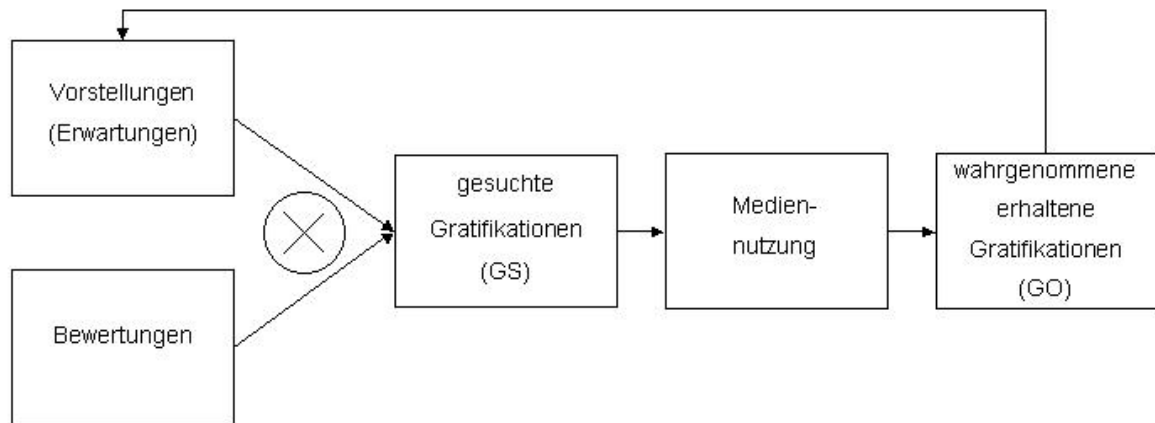 Vorstellungen
(Erwartungen)
Bewertungen
gesuchte
Gratifikationen
(GS)
Medien-
nutzung
wahrgenommene
erhaltene
Gratifikationen
(GO)